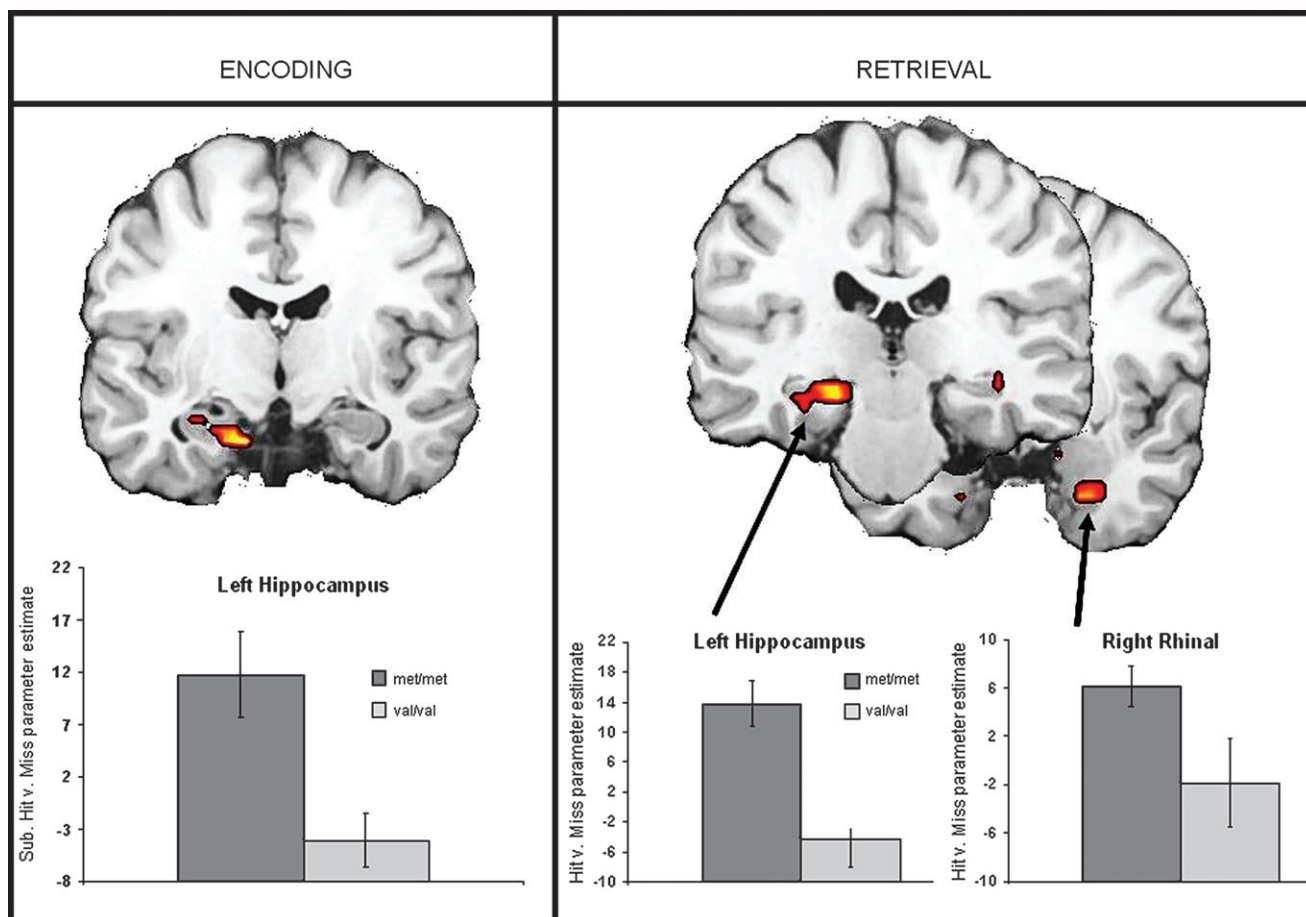 ENCODING
RETRIEVAL
Left Hippocampus
Sub. Hit v. Miss parameter estimate
22
17
12
7
2
-3
-8
met/met
val/val
Left Hippocampus
Hit v. Miss parameter estimate
22
18
14
10
6
2
-2
-6
-10
met/met
val/val
Right Rhinal
Hit v. Miss parameter estimate
10
6
2
-2
-6
-10